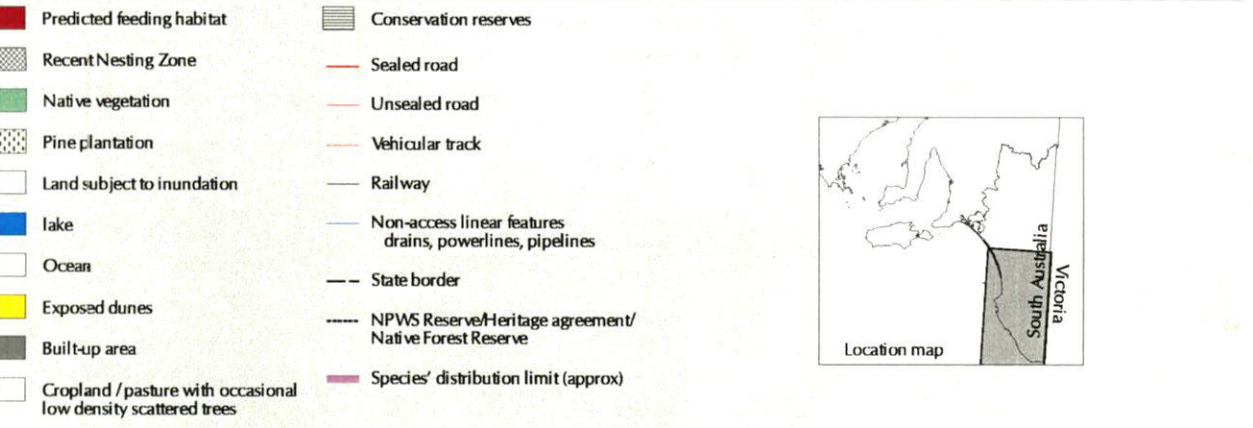 Predicted feeding habitat
Recent Nesting Zone
Native vegetation
Pine plantation
Land subject to inundation
lake
Ocean
Exposed dunes
Built-up area
Cropland / pasture with occasional
low density scattered trees
Conservation reserves
Sealed road
Unsealed road
Vehicular track
Railway
Non-access linear features
drains, powerlines, pipelines
State border
NPWS Reserve/Heritage agreement/
Native Forest Reserve
Species' distribution limit (approx)
South Australia
Victoria
Location map